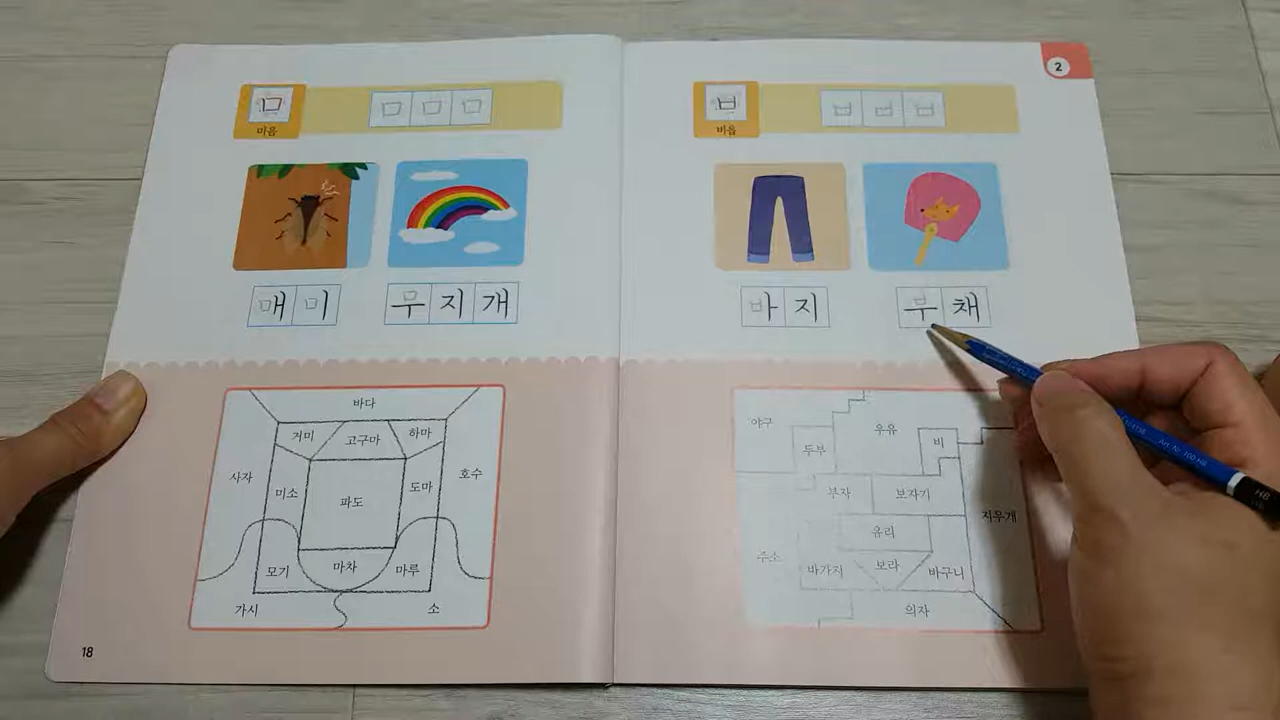 ㅁ ㅁ ㅁ ㅁ
미음
매미
무지개
바다
거미 고구마 하마
사자 미소 파도 도마 호수
모기 마차 마루
가시 소
18
2
ㅂ ㅂ ㅂ ㅂ
비읍
바지
부채
야구 두부 우유 비
부자 보자기
유리 지우개
주소 바가지 보라 바구니
의자
HB